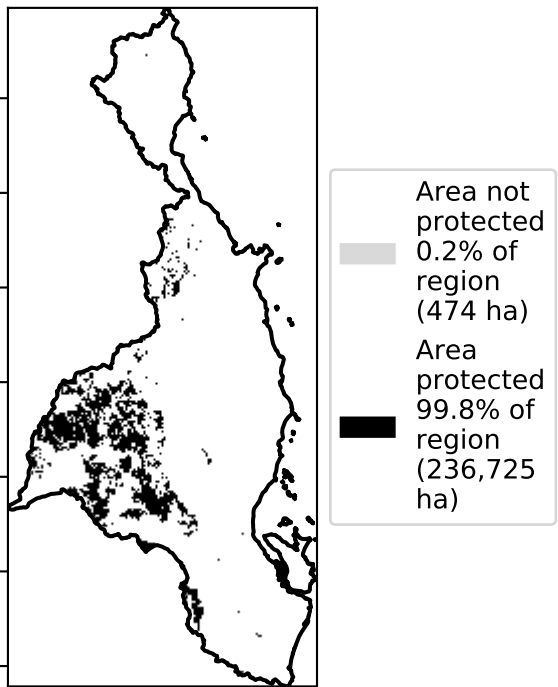 Area not
protected
0.2% of
region
(474 ha)
Area
protected
99.8% of
region
(236,725
ha)